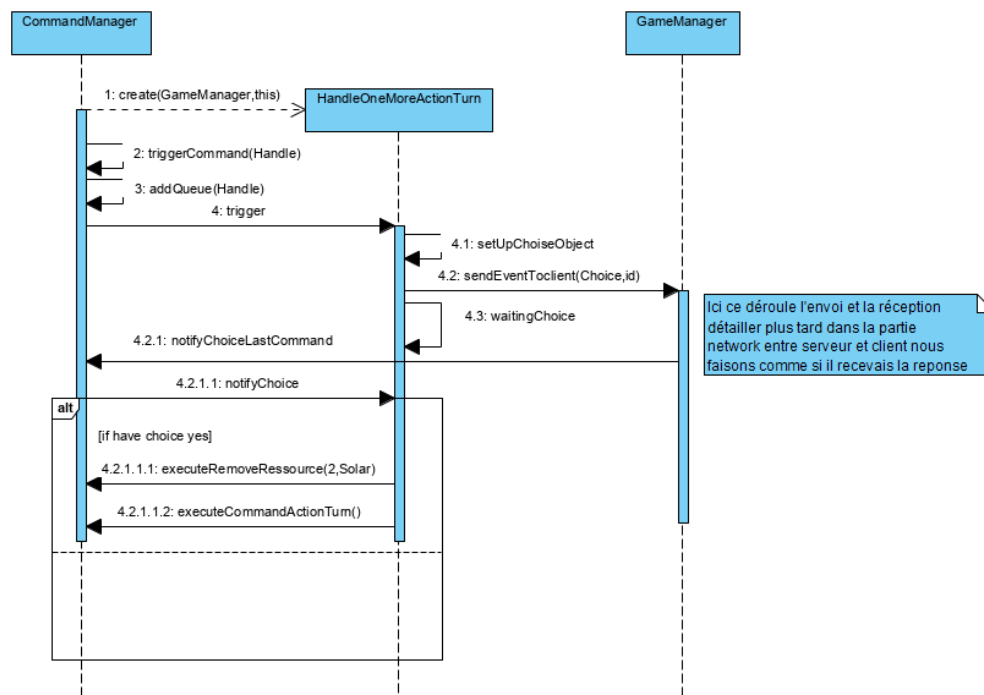 CommandManager
GameManager
1: create(GameManager,this)
HandleOneMoreActionTurn
2: triggerCommand(Handle)
3: addQueue(Handle)
4: trigger
4.1: setUpChoiseObject
4.2: sendEventToclient(Choice,id)
4.3: waitingChoice
Ici ce déroule l'envoi et la réception
détailler plus tard dans la partie
network entre serveur et client nous
faisons comme si il recevais la reponse
4.2.1: notifyChoiceLastCommand
4.2.1.1: notifyChoice
alt
[if have choice yes]
4.2.1.1.1: executeRemoveRessource(2,Solar)
4.2.1.1.2: executeCommandActionTurn()